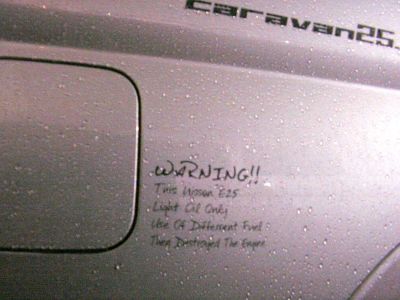 caravan25
WARNING!!
This Nissan E25
Light Oil Only
Use Of Different Fuel
Then Destroyed The Engine